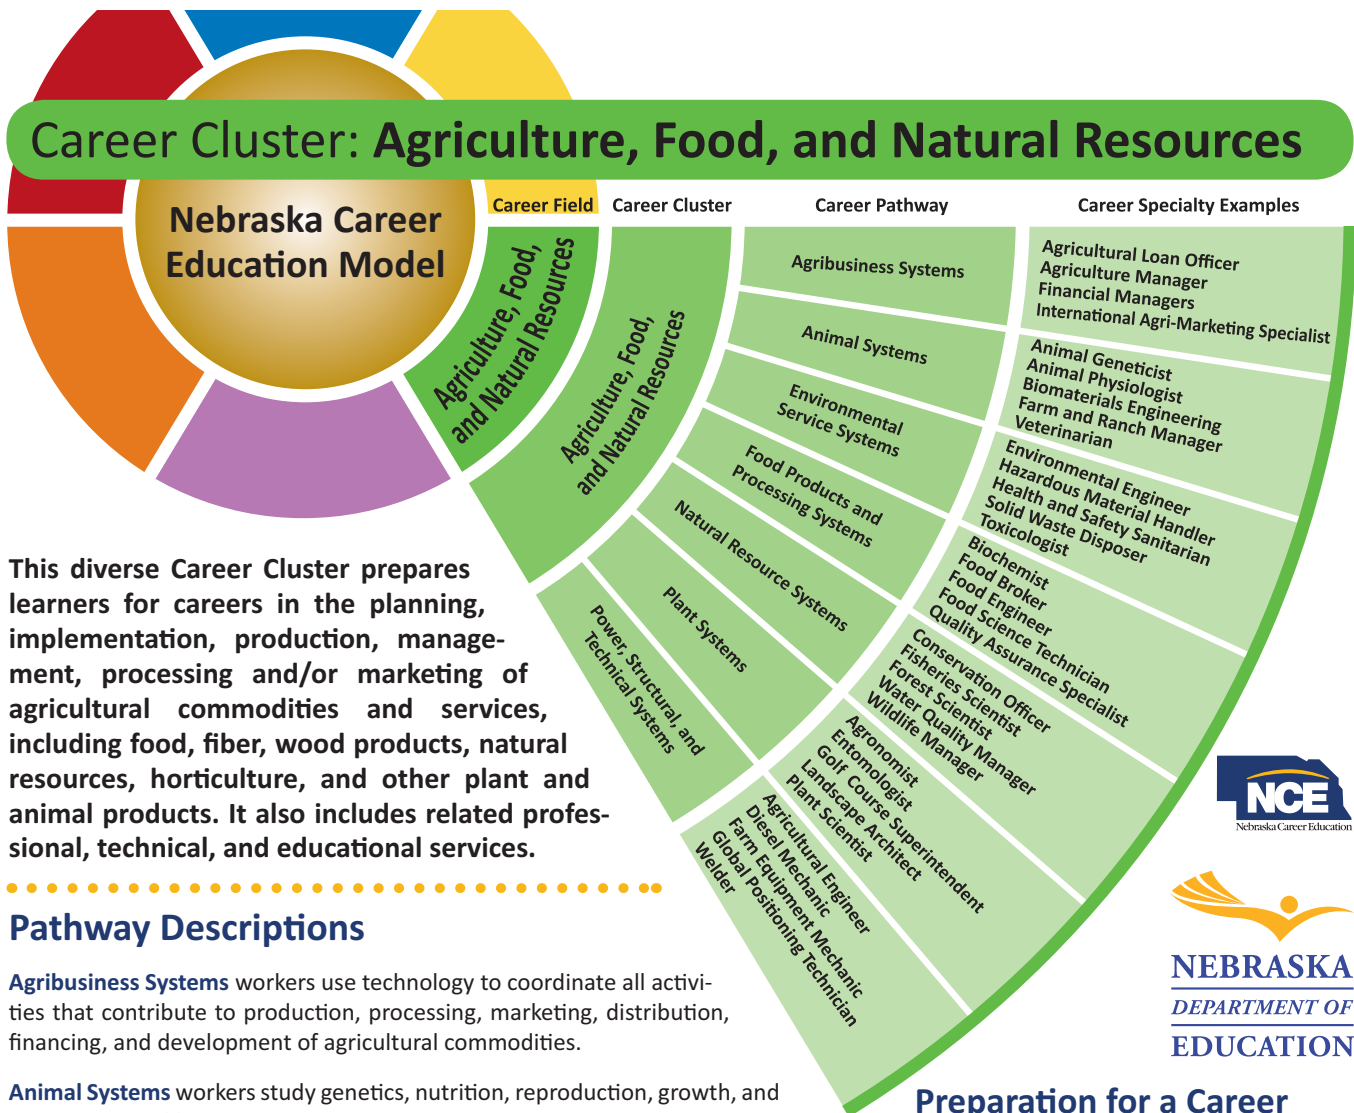 Career Cluster: Agriculture, Food, and Natural Resources
Nebraska Career
Education Model
Career Field
Career Cluster
Career Pathway
Career Specialty Examples
Agriculture, Food,
and Natural Resources
Agriculture, Food,
and Natural Resources
Agribusiness Systems
Agricultural Loan Officer
Agriculture Manager
Financial Managers
International Agri-Marketing Specialist
Animal Systems
Animal Geneticist
Animal Physiologist
Biomaterials Engineering
Farm and Ranch Manager
Veterinarian
Environmental
Service Systems
Environmental Engineer
Hazardous Material Handler
Health and Safety Sanitarian
Solid Waste Disposer
Toxicologist
Food Products and
Processing Systems
Biochemist
Food Broker
Food Engineer
Food Science Technician
Quality Assurance Specialist
Natural Resource Systems
Conservation Officer
Fisheries Scientist
Forest Scientist
Water Quality Manager
Wildlife Manager
Plant Systems
Agronomist
Entomologist
Golf Course Superintendent
Landscape Architect
Plant Scientist
Power, Structural, and
Technical Systems
Agricultural Engineer
Diesel Mechanic
Farm Equipment Mechanic
Global Positioning Technician
Welder
This diverse Career Cluster prepares
learners for careers in the planning,
implementation, production, manage-
ment, processing and/or marketing of
agricultural commodities and services,
including food, fiber, wood products, natural
resources, horticulture, and other plant and
animal products. It also includes related profes-
sional, technical, and educational services.
NCE
Nebraska Career Education
NEBRASKA
DEPARTMENT OF
EDUCATION
Pathway Descriptions
Agribusiness Systems workers use technology to coordinate all activi-
ties that contribute to production, processing, marketing, distribution,
financing, and development of agricultural commodities.
Animal Systems workers study genetics, nutrition, reproduction, growth, and
Preparation for a Career